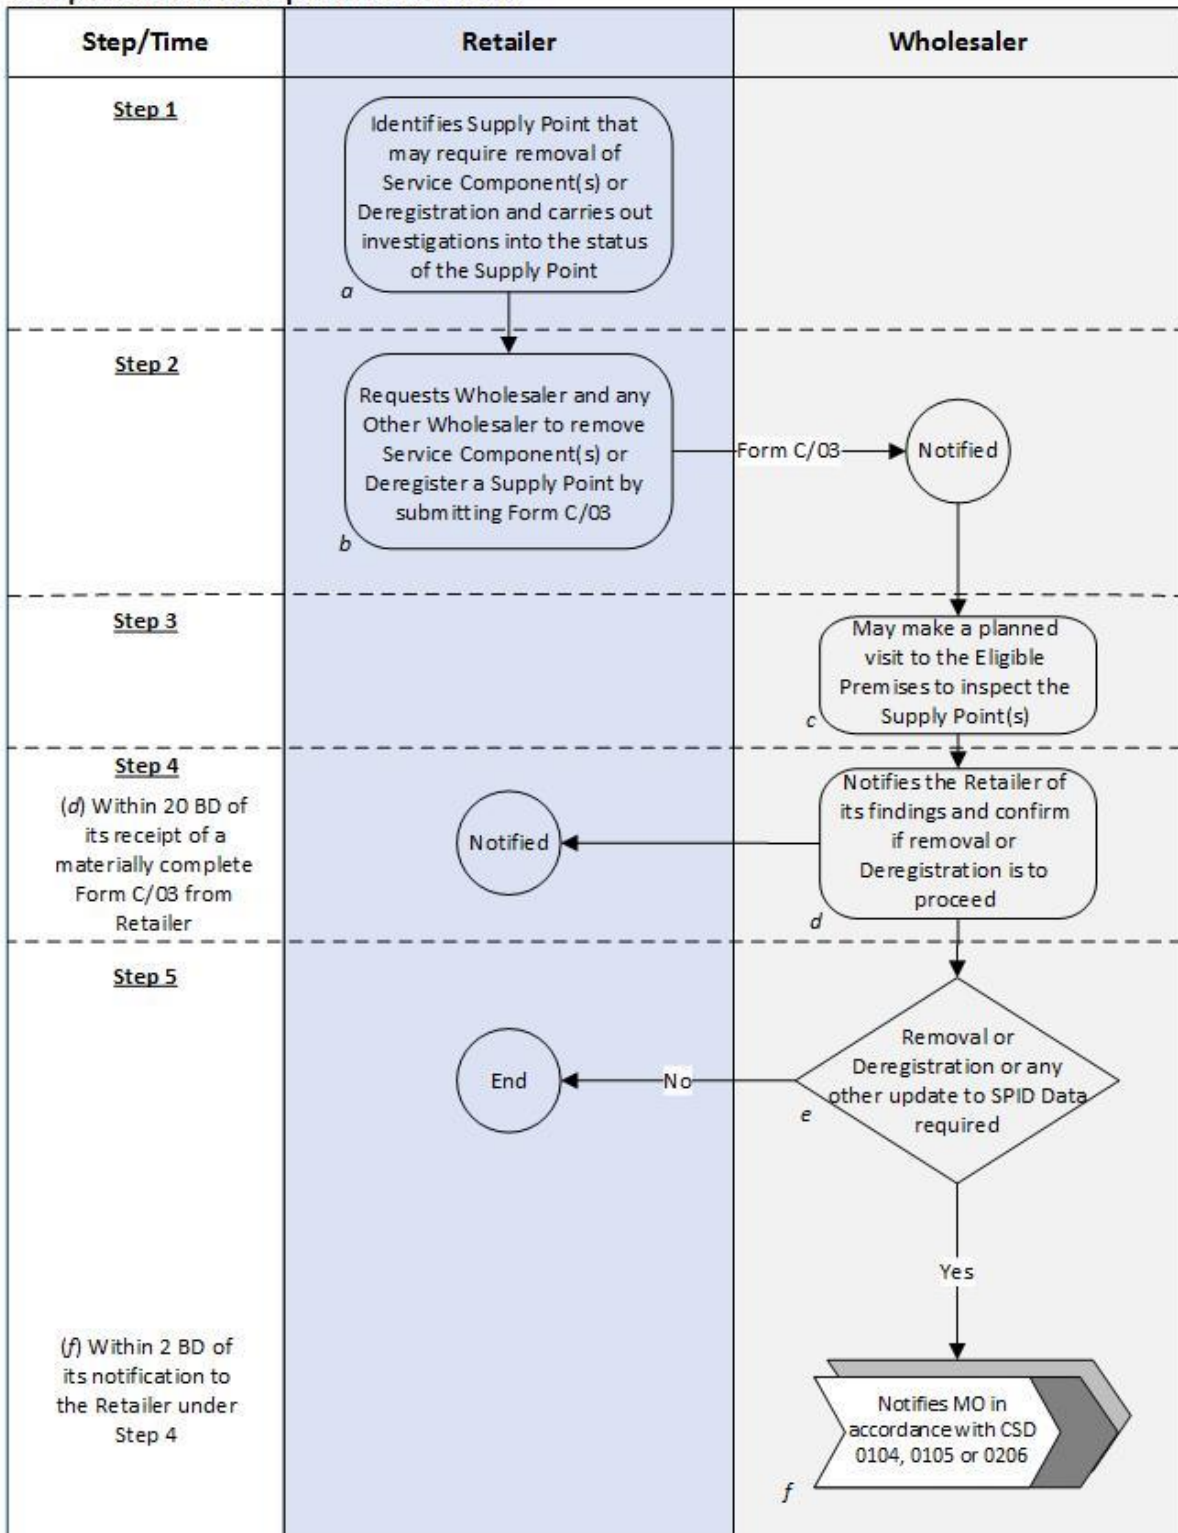 Step/Time
Retailer
Wholesaler
Step 1
Identifies Supply Point that
may require removal of
Service Component(s) or
Deregistration and carries out
investigations into the status
of the Supply Point
a
Step 2
Requests Wholesaler and any
Other Wholesaler to remove
Service Component(s) or
Deregister a Supply Point by
submitting Form C/03
b
Form C/03
Notified
Step 3
May make a planned
visit to the Eligible
Premises to inspect the
Supply Point(s)
c
Step 4
(d) Within 20 BD of
its receipt of a
materially complete
Form C/03 from
Retailer
Notified
Notifies the Retailer of
its findings and confirm
if removal or
Deregistration is to
proceed
d
Step 5
End
No
Removal or
Deregistration or any
other update to SPID Data
required
e
Yes
(f) Within 2 BD of
its notification to
the Retailer under
Step 4
Notifies MO in
accordance with CSD
0104, 0105 or 0206
f